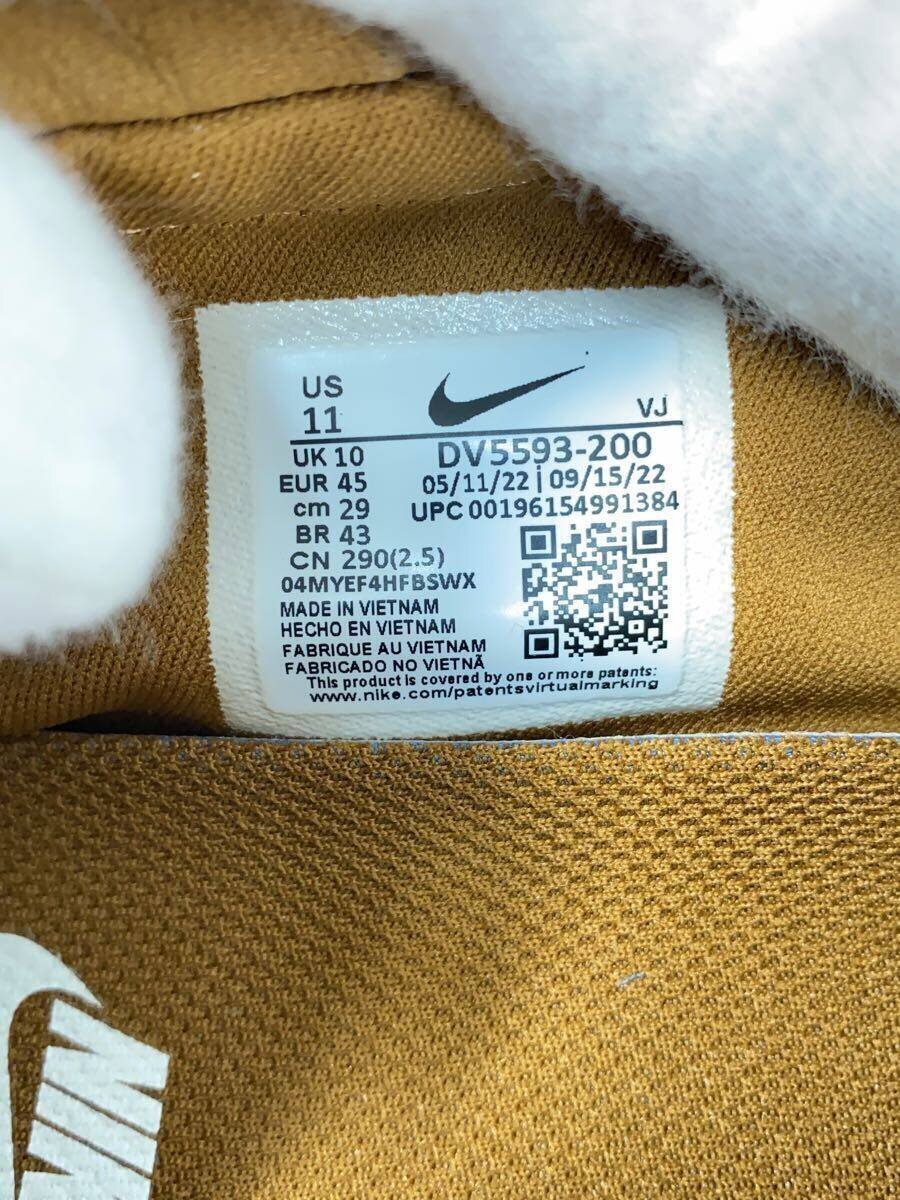 US
11
VJ
UK 10
DV5593-200
EUR 45
05/11/22 | 09/15/22
cm 29
UPC 00196154991384
BR 43
CN 290(2.5)
04MYEF4HFBSWX
MADE IN VIETNAM
HECHO EN VIETNAM
FABRIQUE AU VIETNAM
FABRICADO NO VIETNÃ
This product is covered by one or more patents:
www.nike.com/patentsvirtualmarking